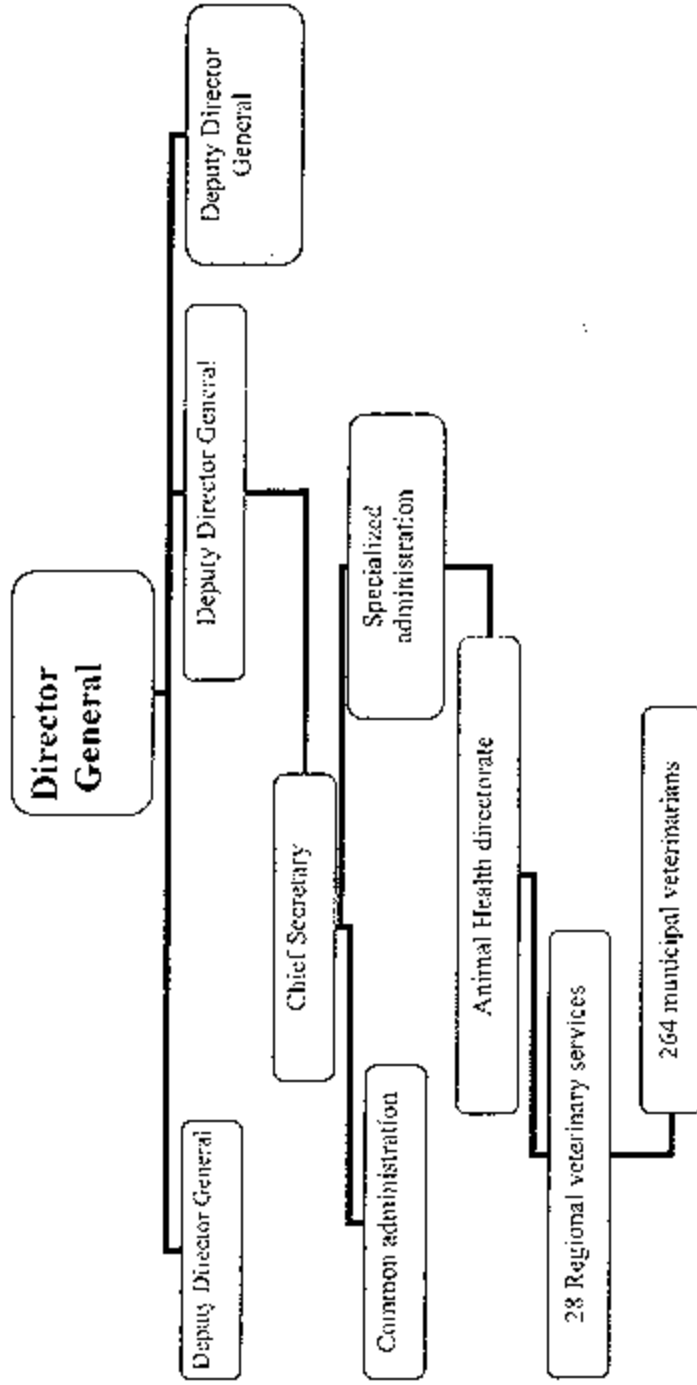 Director
General
Deputy Director General
Deputy Director General
Deputy Director
General
Chief Secretary
Common administration
Specialized
administration
Animal Health directorate
28 Regional veterinary services
264 municipal veterinarians